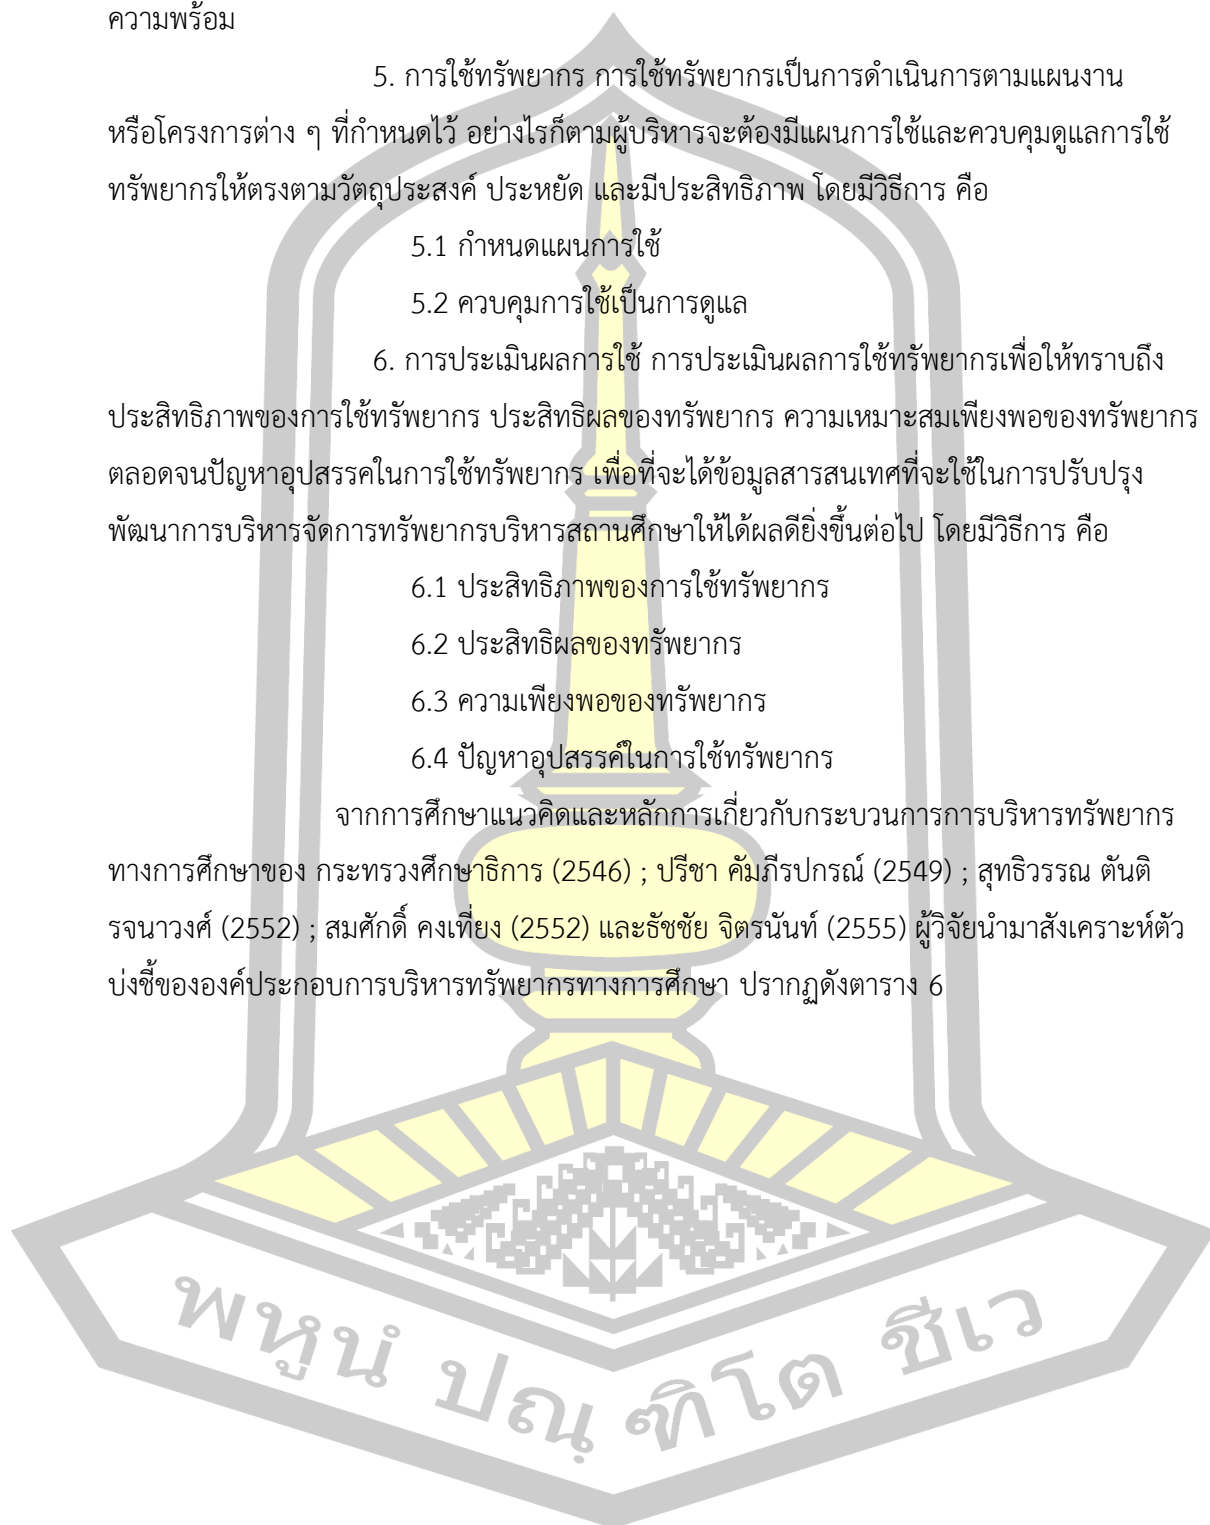 ความพร้อม
5. การใช้ทรัพยากร การใช้ทรัพยากรเป็นการดำเนินการตามแผนงาน
หรือโครงการต่าง ๆ ที่กำหนดไว้ อย่างไรก็ตามผู้บริหารจะต้องมีแผนการใช้และควบคุมดูแลการใช้
ทรัพยากรให้ตรงตามวัตถุประสงค์ ประหยัด และมีประสิทธิภาพ โดยมีวิธีการ คือ
5.1 กำหนดแผนการใช้
5.2 ควบคุมการใช้เป็นการดูแล
6. การประเมินผลการใช้ การประเมินผลการใช้ทรัพยากรเพื่อให้ทราบถึง
ประสิทธิภาพของการใช้ทรัพยากร ประสิทธิผลของทรัพยากร ความเหมาะสมเพียงพอของทรัพยากร
ตลอดจนปัญหาอุปสรรคในการใช้ทรัพยากร เพื่อที่จะได้ข้อมูลสารสนเทศที่จะใช้ในการปรับปรุง
พัฒนาการบริหารจัดการทรัพยากรบริหารสถานศึกษาให้ได้ผลดียิ่งขึ้นต่อไป โดยมีวิธีการ คือ
6.1 ประสิทธิภาพของการใช้ทรัพยากร
6.2 ประสิทธิผลของทรัพยากร
6.3 ความเพียงพอของทรัพยากร
6.4 ปัญหาอุปสรรค์ในการใช้ทรัพยากร
จากการศึกษาแนวคิดและหลักการเกี่ยวกับกระบวนการการบริหารทรัพยากร
ทางการศึกษาของ กระทรวงศึกษาธิการ (2546) ; ปรีชา คัมภีรปกรณ์ (2549) ; สุทธิวรรณ ตันติ
รจนาวงศ์ (2552) ; สมศักดิ์ คงเที่ยง (2552) และธัชชัย จิตรนันท์ (2555) ผู้วิจัยนำมาสังเคราะห์ตัว
บ่งชี้ขององค์ประกอบการบริหารทรัพยากรทางการศึกษา ปรากฏดังตาราง 6
พหูนํ ปณฺฑิโต ชีเว